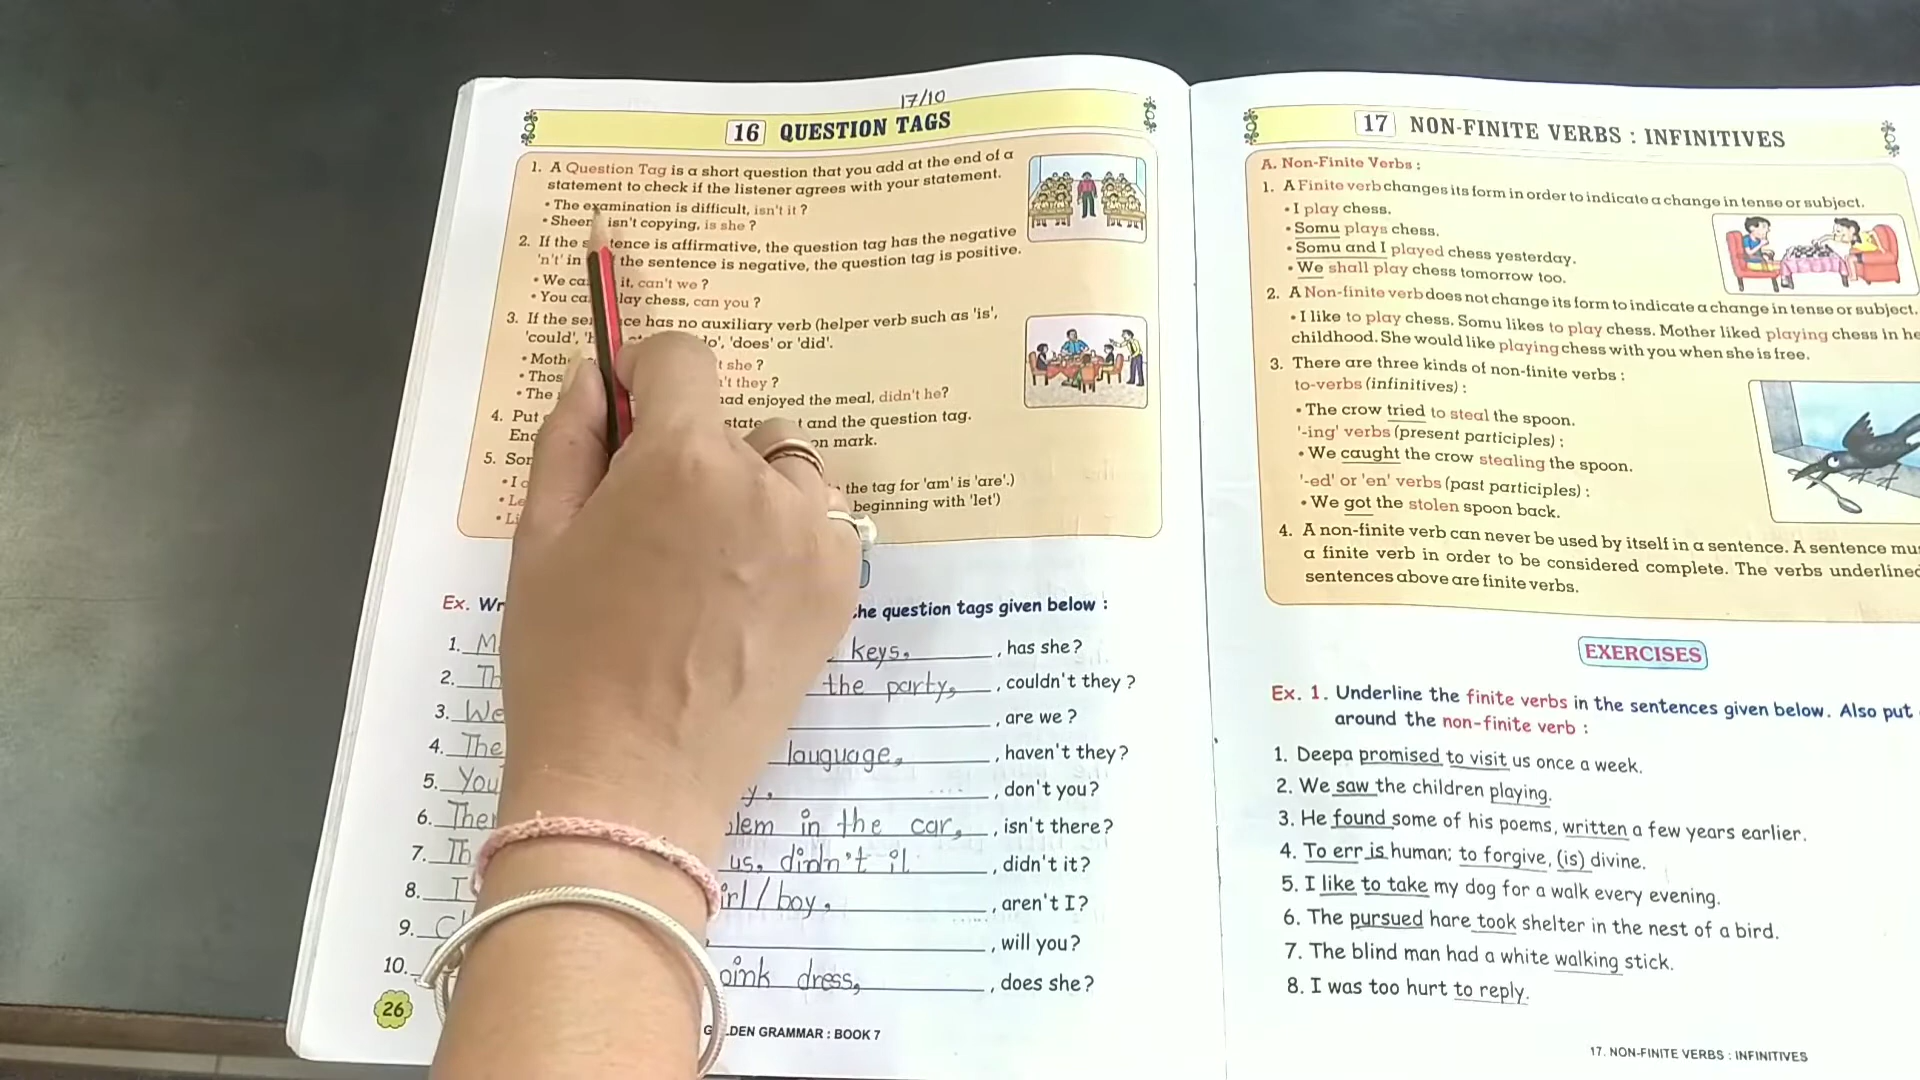 17/10
16 QUESTION TAGS
1. A Question Tag is a short question that you add at the end of a
statement to check if the listener agrees with your statement.
• The examination is difficult, isn't it ?
• Sheen isn't copying, is she ?
2. If the s tence is affirmative, the question tag has the negative
'n't' in the sentence is negative, the question tag is positive.
• We ca it, can't we ?
• You ca lay chess, can you ?
3. If the se ce has no auxiliary verb (helper verb such as 'is',
'could', 'h lo', 'does' or 'did'.
• Moth t she ?
• Thos 't they ?
• The had enjoyed the meal, didn't he?
4. Put state t and the question tag.
Enc on mark.
5. Son
• I the tag for 'am' is 'are'.)
• Le beginning with 'let')
• Li
Ex. Wr he question tags given below :
1. M keys, , has she?
2. Th the party, , couldn't they ?
3. We , are we ?
4. The lauguage, , haven't they?
5. You y, , don't you?
6. Ther lem in the car, , isn't there?
7. Th us, didn't it , didn't it?
8. I irl / boy, , aren't I?
9. Cl , will you?
10. pink dress, , does she?
26
G LDEN GRAMMAR : BOOK 7
17 NON-FINITE VERBS : INFINITIVES
A. Non-Finite Verbs :
1. A Finite verb changes its form in order to indicate a change in tense or subject.
• I play chess.
• Somu plays chess.
• Somu and I played chess yesterday.
• We shall play chess tomorrow too.
2. A Non-finite verb does not change its form to indicate a change in tense or subject.
• I like to play chess. Somu likes to play chess. Mother liked playing chess in he
childhood. She would like playing chess with you when she is free.
3. There are three kinds of non-finite verbs :
to-verbs (infinitives) :
• The crow tried to steal the spoon.
'-ing' verbs (present participles) :
• We caught the crow stealing the spoon.
'-ed' or 'en' verbs (past participles) :
• We got the stolen spoon back.
4. A non-finite verb can never be used by itself in a sentence. A sentence mus
a finite verb in order to be considered complete. The verbs underlined
sentences above are finite verbs.
EXERCISES
Ex. 1. Underline the finite verbs in the sentences given below. Also put
around the non-finite verb :
1. Deepa promised to visit us once a week.
2. We saw the children playing.
3. He found some of his poems, written a few years earlier.
4. To err is human; to forgive, (is) divine.
5. I like to take my dog for a walk every evening.
6. The pursued hare took shelter in the nest of a bird.
7. The blind man had a white walking stick.
8. I was too hurt to reply.
17. NON-FINITE VERBS : INFINITIVES